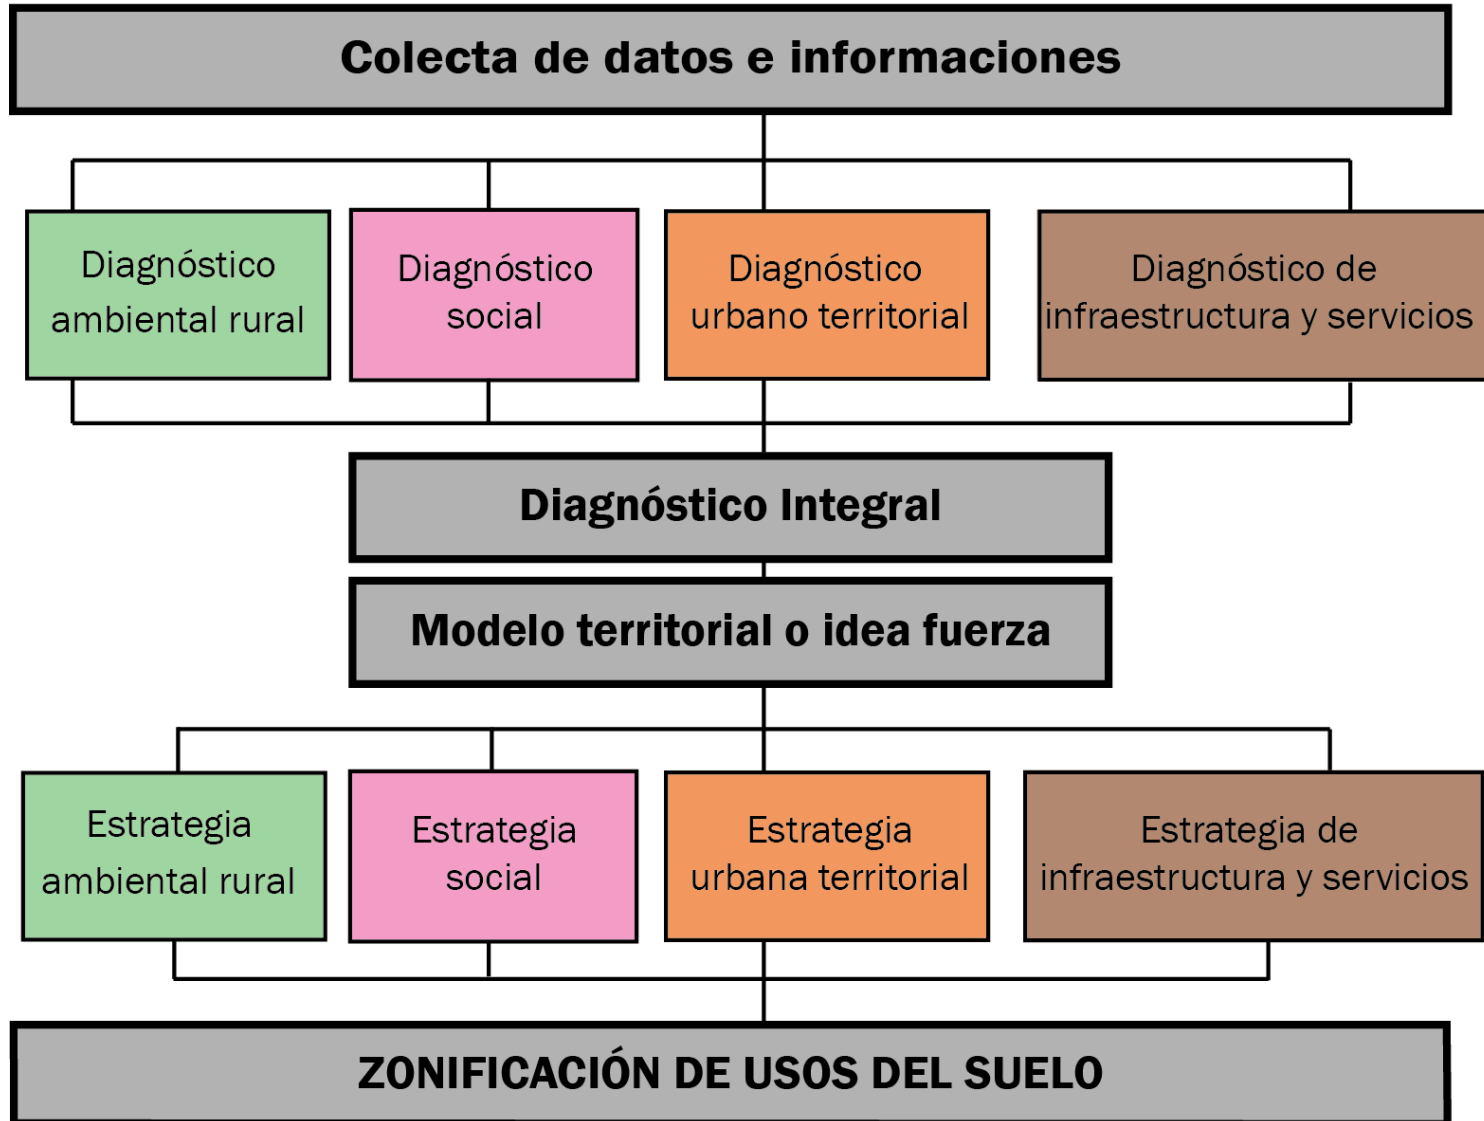 Colecta de datos e informaciones
Diagnóstico
ambiental rural
Diagnóstico
social
Diagnóstico
urbano territorial
Diagnóstico de
infraestructura y servicios
Diagnóstico Integral
Modelo territorial o idea fuerza
Estrategia
ambiental rural
Estrategia
social
Estrategia
urbana territorial
Estrategia de
infraestructura y servicios
ZONIFICACIÓN DE USOS DEL SUELO